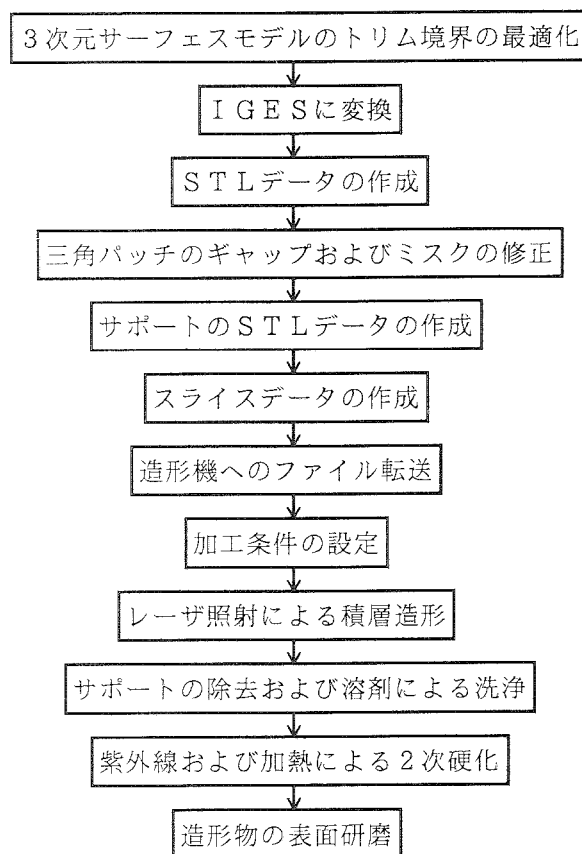 ３次元サーフェスモデルのトリム境界の最適化
ＩＧＥＳに変換
ＳＴＬデータの作成
三角パッチのギャップおよびミスクの修正
サポートのＳＴＬデータの作成
スライスデータの作成
造形機へのファイル転送
加工条件の設定
レーザ照射による積層造形
サポートの除去および溶剤による洗浄
紫外線および加熱による２次硬化
造形物の表面研磨